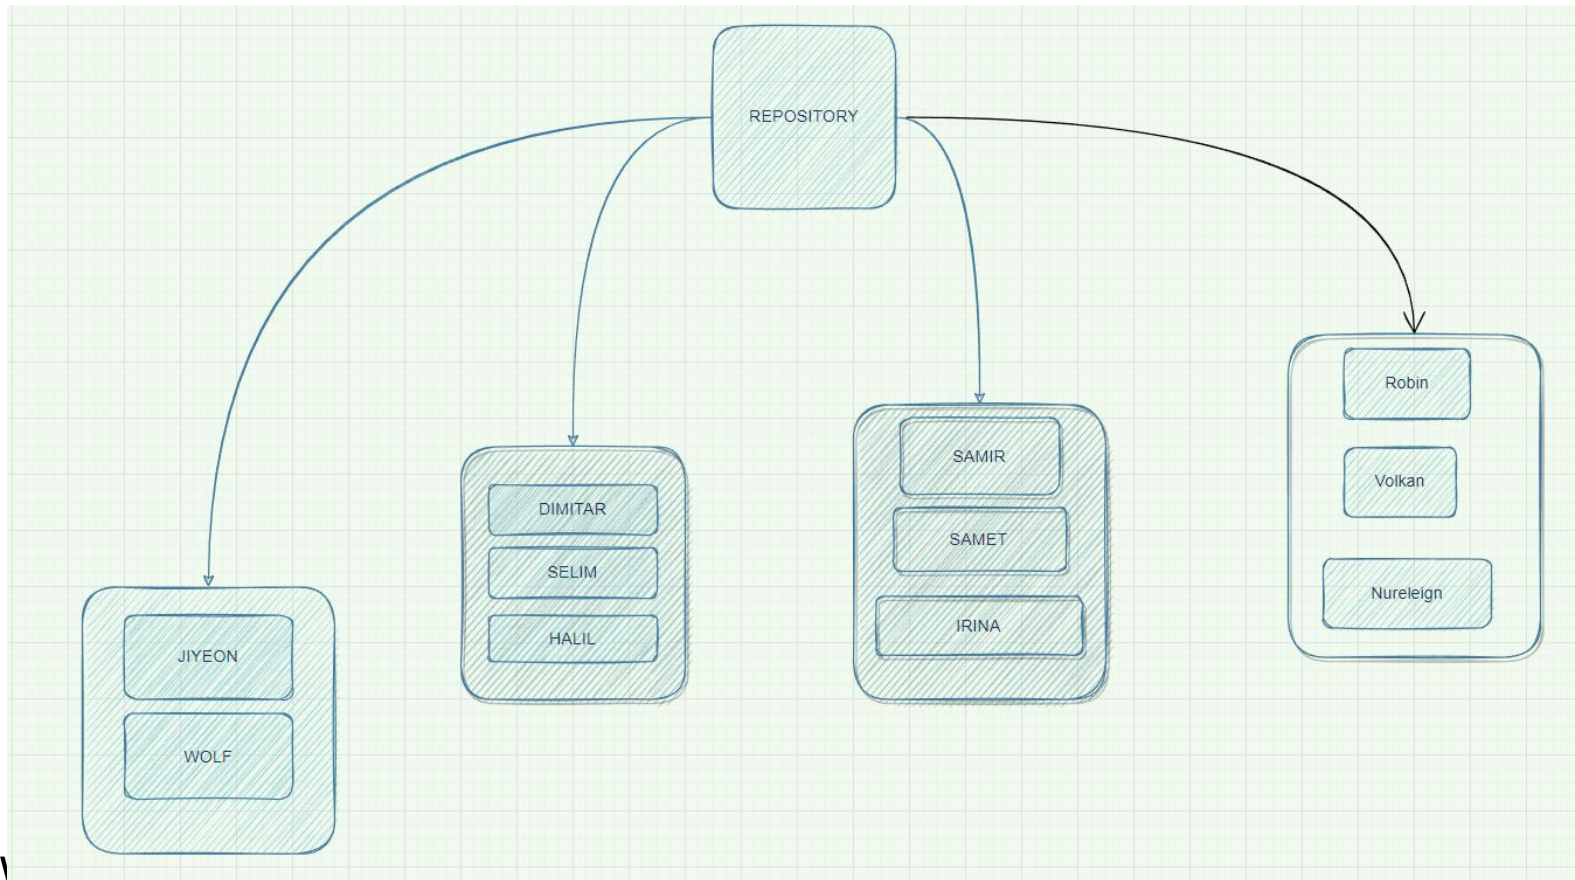 REPOSITORY
JIYEON
WOLF
DIMITAR
SELIM
HALIL
SAMIR
SAMET
IRINA
Robin
Volkan
Nureleign